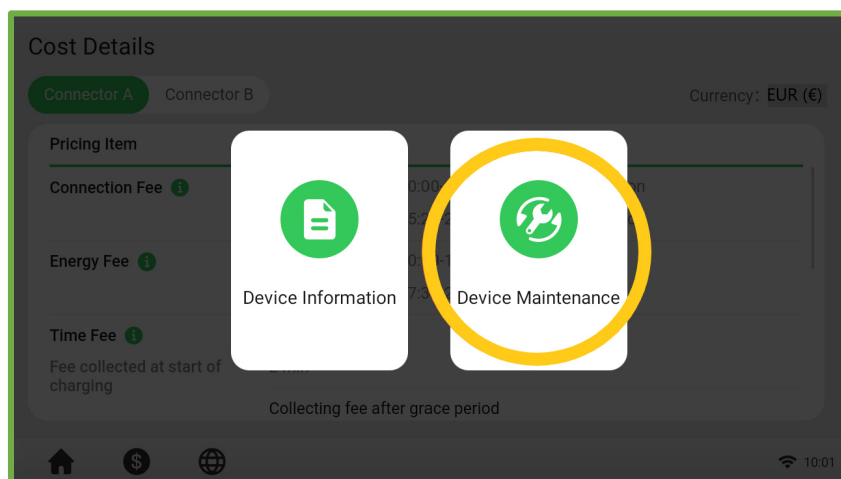 Cost Details
Connector A Connector B
Currency: EUR (€)
Pricing Item
Connection Fee
Energy Fee
Device Information
Device Maintenance
Time Fee
Fee collected at start of
charging
Collecting fee after grace period
10:01